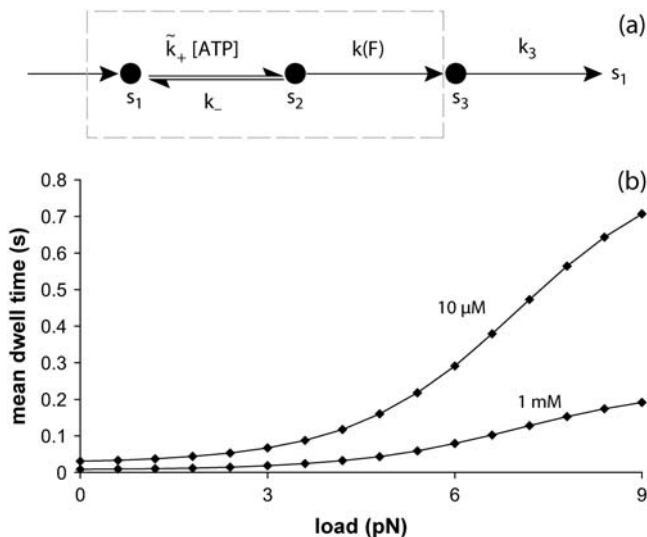 (a)
k̃₊ [ATP]
k(F)
k₃
k₋
s₁
s₂
s₃
s₁
(b)
0.8
0.7
0.6
0.5
0.4
0.3
0.2
0.1
0
mean dwell time (s)
10 µM
1 mM
0 3 6 9
load (pN)